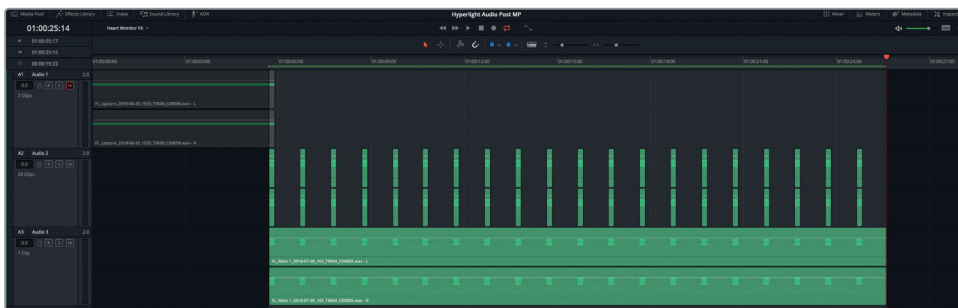 Media Pool Effects Library Index Sound Library ADR Hyperlight Audio Post MP Mixer Meters Metadata Inspect
01:00:25:14 Heart Monitor FX
01:00:05:17
01:00:25:15
00:00:19:22
01:00:00:00 01:00:03:00 01:00:06:00 01:00:09:00 01:00:12:00 01:00:15:00 01:00:18:00 01:00:21:00 01:00:24:00 01:00:27:00
A1 Audio 1 2.0
0.0 R S M
2 Clips
A2 Audio 2 2.0
0.0 R S M
20 Clips
A3 Audio 3 2.0
0.0 R S M
1 Clip